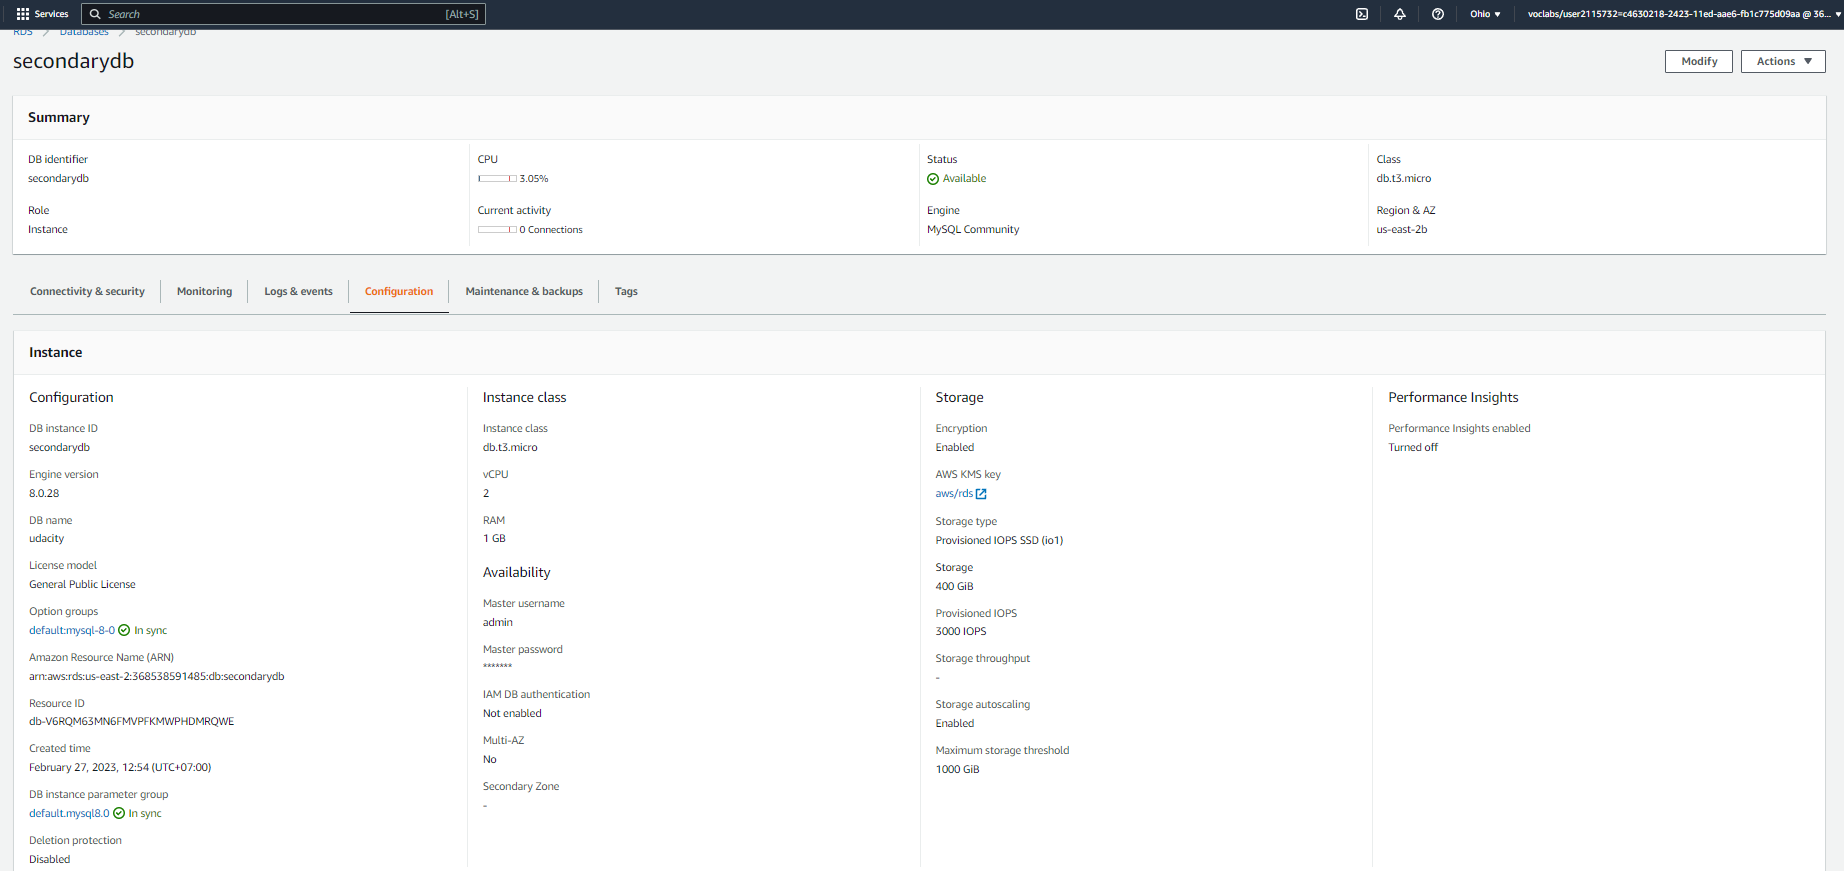 Services
Search [Alt+S]
Ohio
voclabs/user2115732=c4630218-2423-11ed-aae6-fb1c775d09aa @ 36...
RDS
Databases
secondarydb
secondarydb
Modify
Actions
Summary
DB identifier
secondarydb
CPU
3.05%
Status
Available
Class
db.t3.micro
Role
Instance
Current activity
0 Connections
Engine
MySQL Community
Region & AZ
us-east-2b
Connectivity & security
Monitoring
Logs & events
Configuration
Maintenance & backups
Tags
Instance
Configuration
DB instance ID
secondarydb
Engine version
8.0.28
DB name
udacity
License model
General Public License
Option groups
default:mysql-8-0 In sync
Amazon Resource Name (ARN)
arn:aws:rds:us-east-2:368538591485:db:secondarydb
Resource ID
db-V6RQM63MN6FMVPFKMWPHDMRQWE
Created time
February 27, 2023, 12:54 (UTC+07:00)
DB instance parameter group
default.mysql8.0 In sync
Deletion protection
Disabled
Instance class
Instance class
db.t3.micro
vCPU
2
RAM
1 GB
Availability
Master username
admin
Master password
*******
IAM DB authentication
Not enabled
Multi-AZ
No
Secondary Zone
-
Storage
Encryption
Enabled
AWS KMS key
aws/rds
Storage type
Provisioned IOPS SSD (io1)
Storage
400 GiB
Provisioned IOPS
3000 IOPS
Storage throughput
-
Storage autoscaling
Enabled
Maximum storage threshold
1000 GiB
Performance Insights
Performance Insights enabled
Turned off